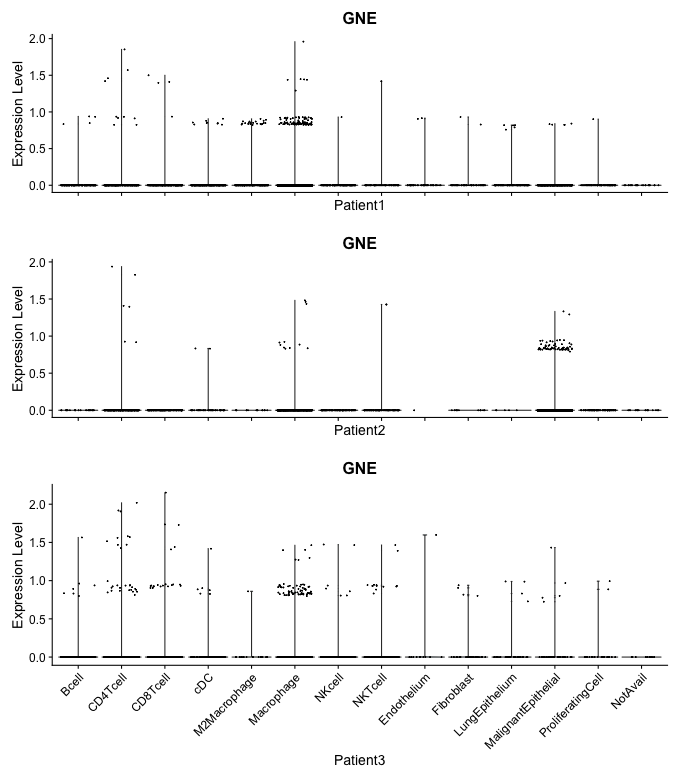 GNE
Expression Level
2.0
1.5
1.0
0.5
0.0
Patient1
GNE
Expression Level
2.0
1.5
1.0
0.5
0.0
Patient2
GNE
Expression Level
2.0
1.5
1.0
0.5
0.0
Bcell
CD4Tcell
CD8Tcell
cDC
M2Macrophage
Macrophage
NKcell
NKTcell
Endothelium
Fibroblast
LungEpithelium
MalignantEpithelial
ProliferatingCell
NotAvail
Patient3